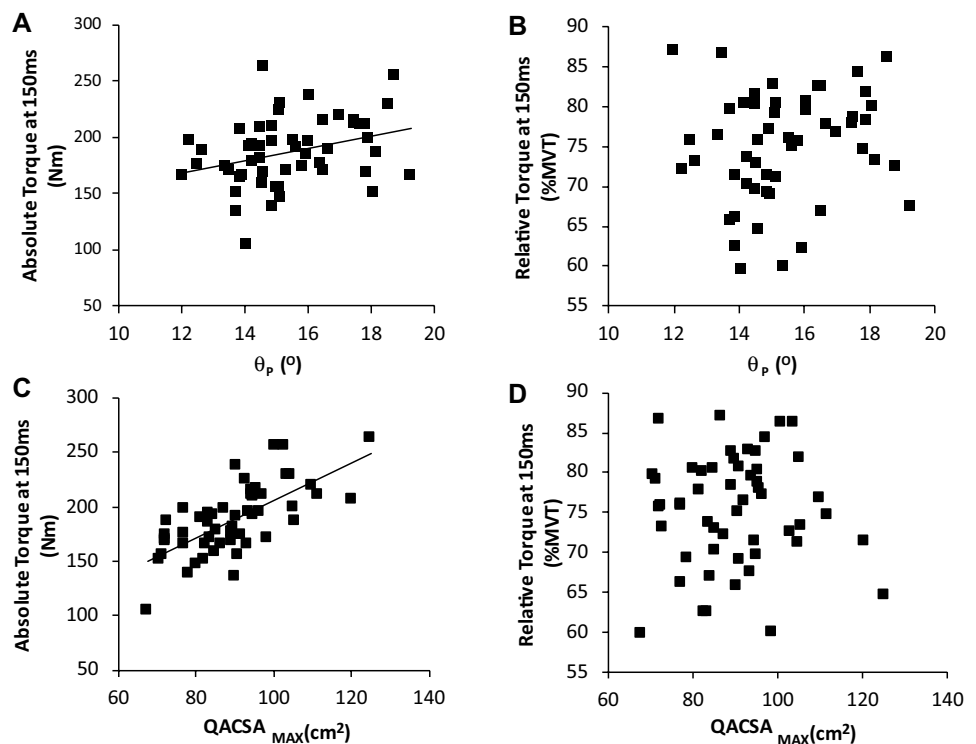 A
Absolute Torque at 150ms
(Nm)
300
250
200
150
100
50
10 12 14 16 18 20
θP (O)
B
Relative Torque at 150ms
(%MVT)
90
85
80
75
70
65
60
55
10 12 14 16 18 20
θP (O)
C
Absolute Torque at 150ms
(Nm)
300
250
200
150
100
50
60 80 100 120 140
QACSA MAX(cm²)
D
Relative Torque at 150ms
(%MVT)
90
85
80
75
70
65
60
55
60 80 100 120 140
QACSA MAX(cm²)